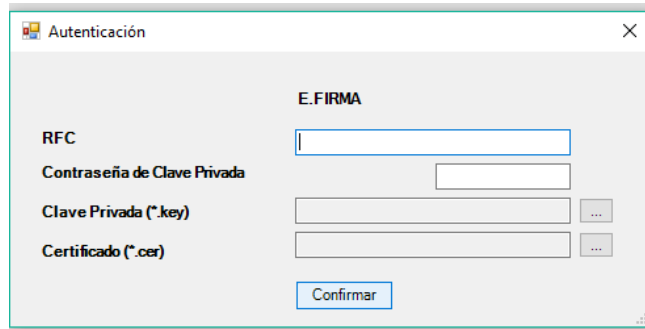 Autenticación
E.FIRMA
RFC
Contraseña de Clave Privada
Clave Privada (*.key)
...
Certificado (*.cer)
...
Confirmar